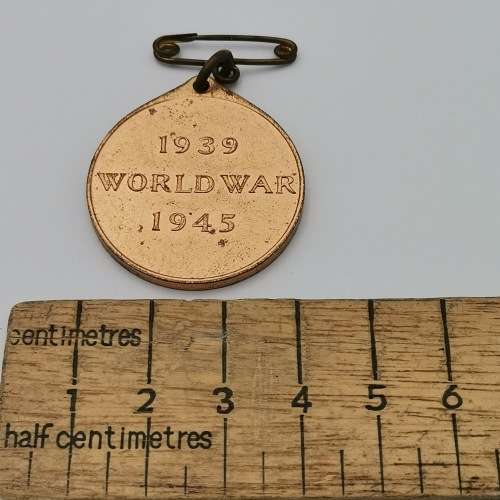 1939
WORLD WAR
1945
centimetres
1 2 3 4 5 6
half centimetres